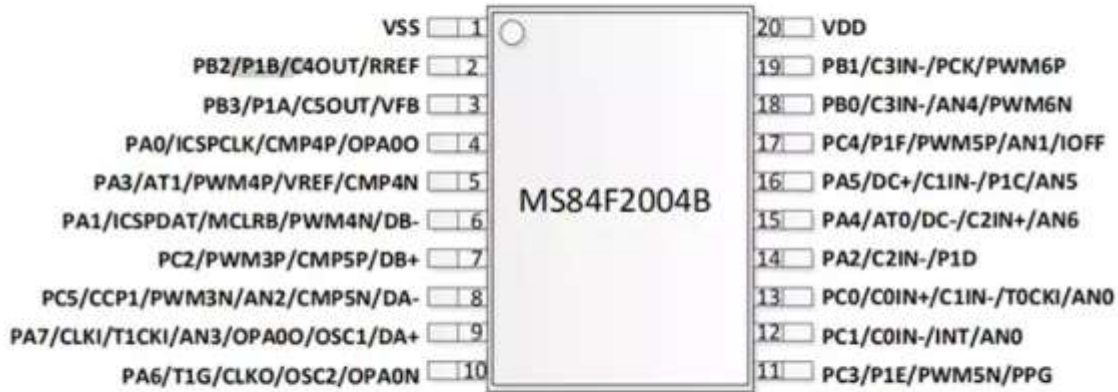 VSS 1
PB2/P1B/C4OUT/RREF 2
PB3/P1A/C5OUT/VFB 3
PA0/ICSPCLK/CMP4P/OPA0O 4
PA3/AT1/PWM4P/VREF/CMP4N 5
PA1/ICSPDAT/MCLRB/PWM4N/DB- 6
PC2/PWM3P/CMP5P/DB+ 7
PC5/CCP1/PWM3N/AN2/CMP5N/DA- 8
PA7/CLKI/T1CKI/AN3/OPA0O/OSC1/DA+ 9
PA6/T1G/CLKO/OSC2/OPA0N 10
MS84F2004B
20 VDD
19 PB1/C3IN-/PCK/PWM6P
18 PB0/C3IN-/AN4/PWM6N
17 PC4/P1F/PWM5P/AN1/IOFF
16 PA5/DC+/C1IN-/P1C/AN5
15 PA4/AT0/DC-/C2IN+/AN6
14 PA2/C2IN-/P1D
13 PC0/C0IN+/C1IN-/T0CKI/AN0
12 PC1/C0IN-/INT/AN0
11 PC3/P1E/PWM5N/PPG